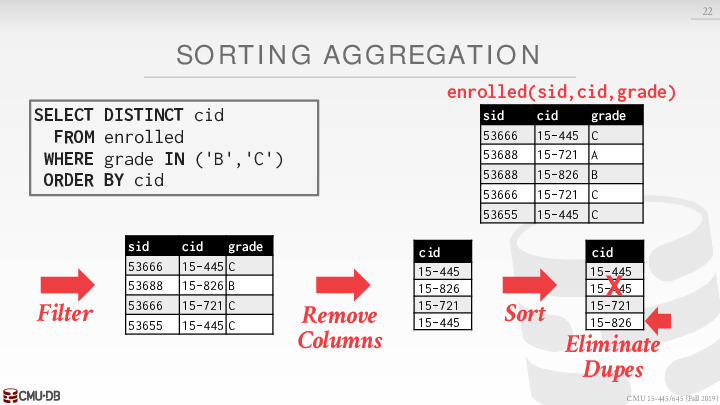 22
SORTING AGGREGATION
enrolled(sid,cid,grade)
SELECT DISTINCT cid
FROM enrolled
WHERE grade IN ('B','C')
ORDER BY cid
sid cid grade
53666 15-445 C
53688 15-721 A
53688 15-826 B
53666 15-721 C
53655 15-445 C
Filter
sid cid grade
53666 15-445 C
53688 15-826 B
53666 15-721 C
53655 15-445 C
Remove
Columns
cid
15-445
15-826
15-721
15-445
Sort
cid
15-445
15-445
X
15-721
15-826
Eliminate
Dupes
CMU·DB
CMU 15-445/645 (Fall 2019)